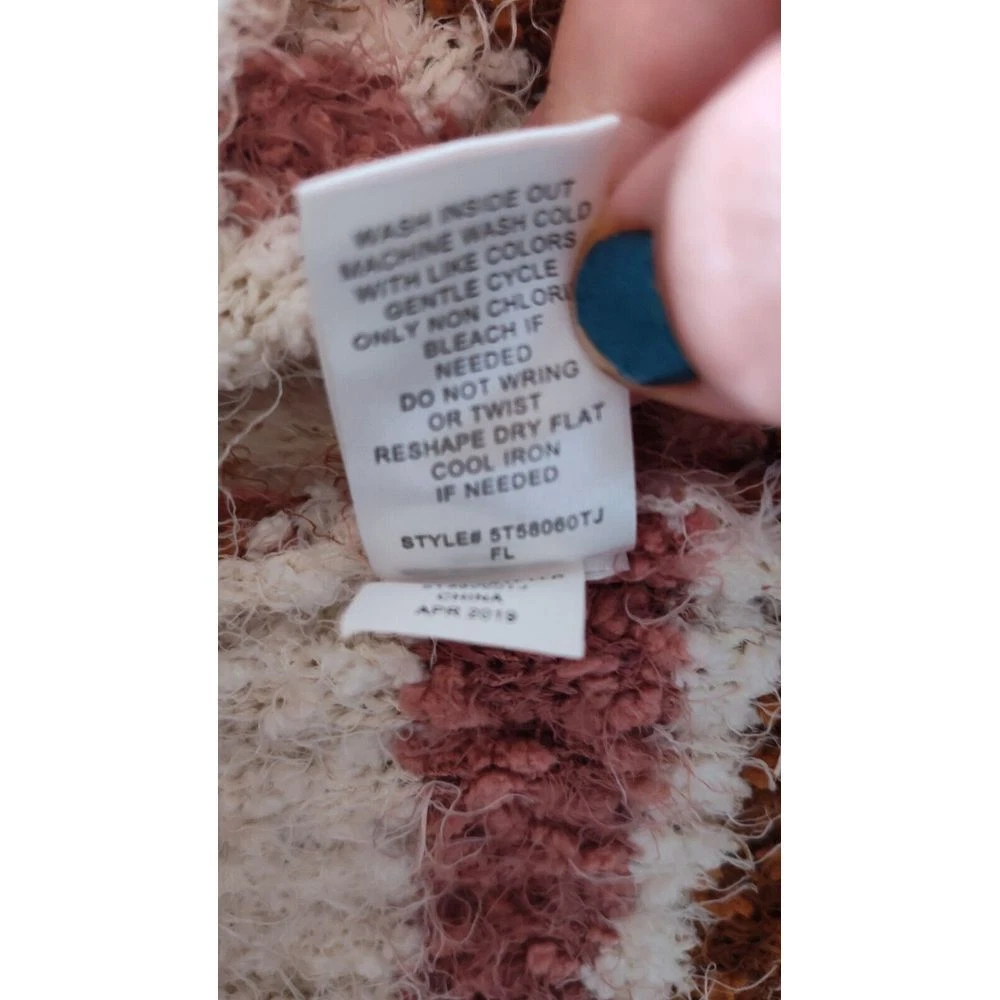 WASH INSIDE OUT
MACHINE WASH COLD
WITH LIKE COLORS
GENTLE CYCLE
ONLY NON CHLORI
BLEACH IF
NEEDED
DO NOT WRING
OR TWIST
RESHAPE DRY FLAT
COOL IRON
IF NEEDED
STYLE# 5T58060TJ
FL
CHINA
APR 2019